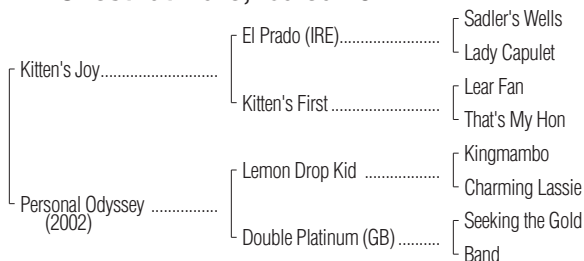 Sadler's Wells
El Prado (IRE)........................
Lady Capulet
Kitten's Joy.............................
Lear Fan
Kitten's First ...........................
That's My Hon
Kingmambo
Lemon Drop Kid ..................
Charming Lassie
Personal Odyssey ................
(2002)
Seeking the Gold
Double Platinum (GB) ..........
Band